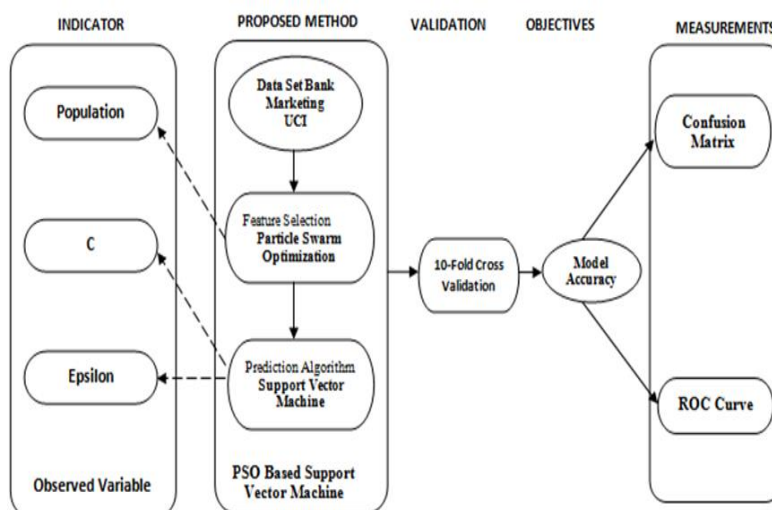 INDICATOR
PROPOSED METHOD
VALIDATION
OBJECTIVES
MEASUREMENTS
Population
C
Epsilon
Observed Variable
Data Set Bank
Marketing
UCI
Feature Selection
Particle Swarm
Optimization
Prediction Algorithm
Support Vector
Machine
PSO Based Support
Vector Machine
10-Fold Cross
Validation
Model
Accuracy
Confusion
Matrix
ROC Curve